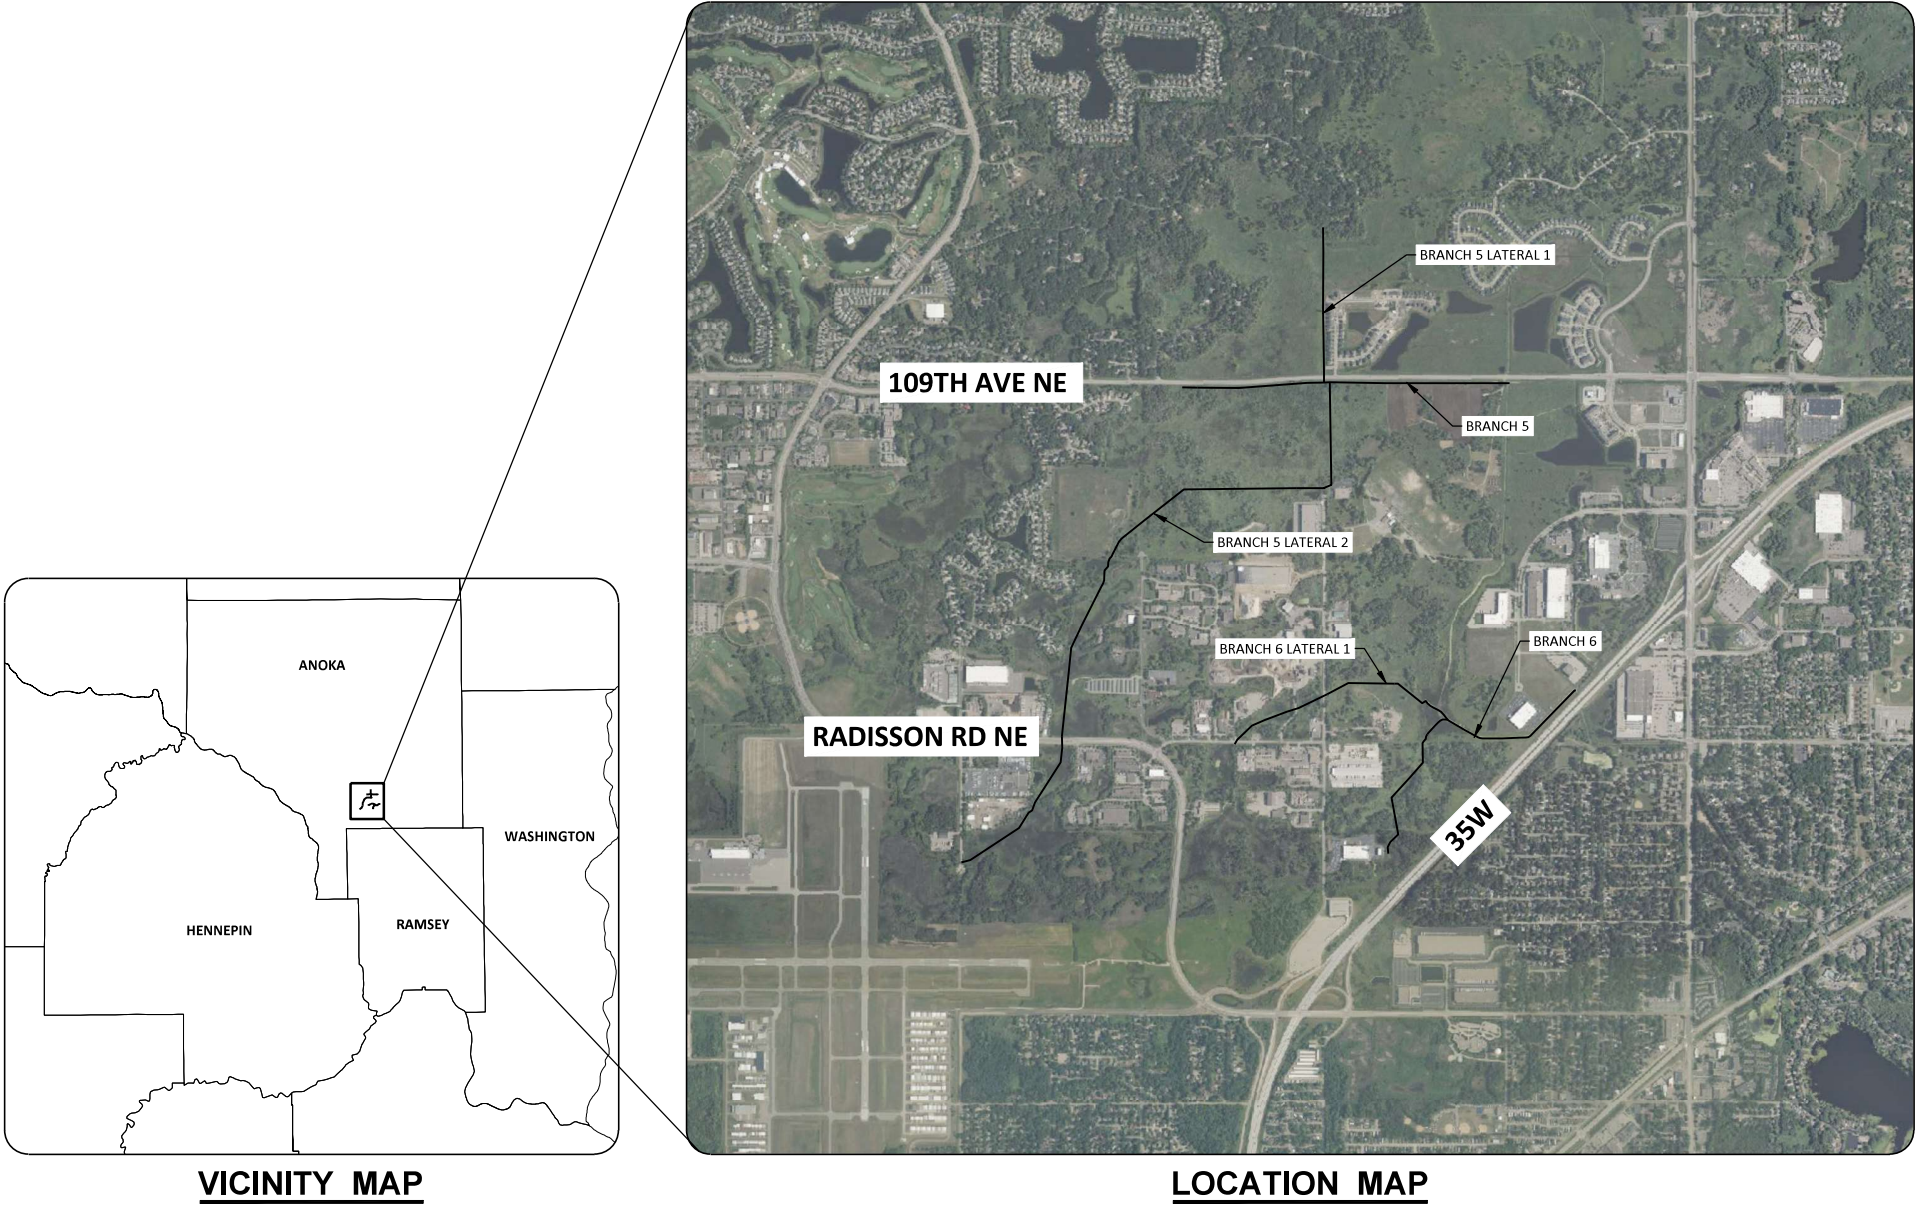 BRANCH 5 LATERAL 1
109TH AVE NE
BRANCH 5
BRANCH 5 LATERAL 2
BRANCH 6
BRANCH 6 LATERAL 1
RADISSON RD NE
35W
ANOKA
WASHINGTON
HENNEPIN
RAMSEY
VICINITY MAP
LOCATION MAP